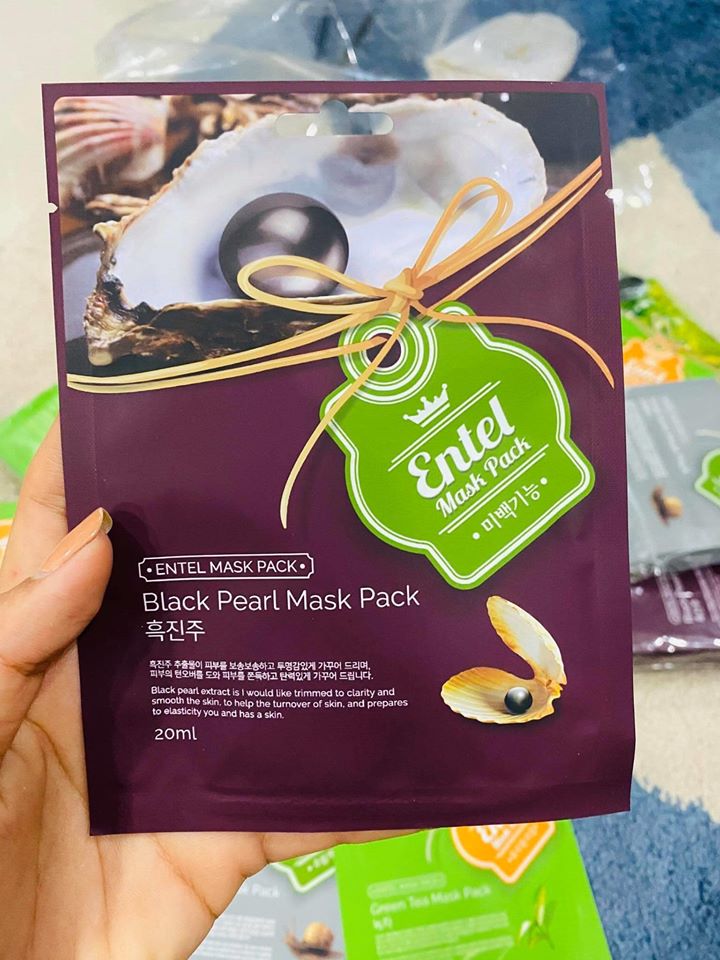 Entel
Mask Pack
• 미백기능 •
• ENTEL MASK PACK •
Black Pearl Mask Pack
흑진주
흑진주 추출물이 피부를 보송보송하고 투명감있게 가꾸어 드리며,
피부의 턴오버를 도와 피부를 쫀득하고 탄력있게 가꾸어 드립니다.
Black pearl extract is I would like trimmed to clarity and
smooth the skin, to help the turnover of skin, and prepares
to elasticity you and has a skin.
20ml
Green Tea Mask Pack
녹차